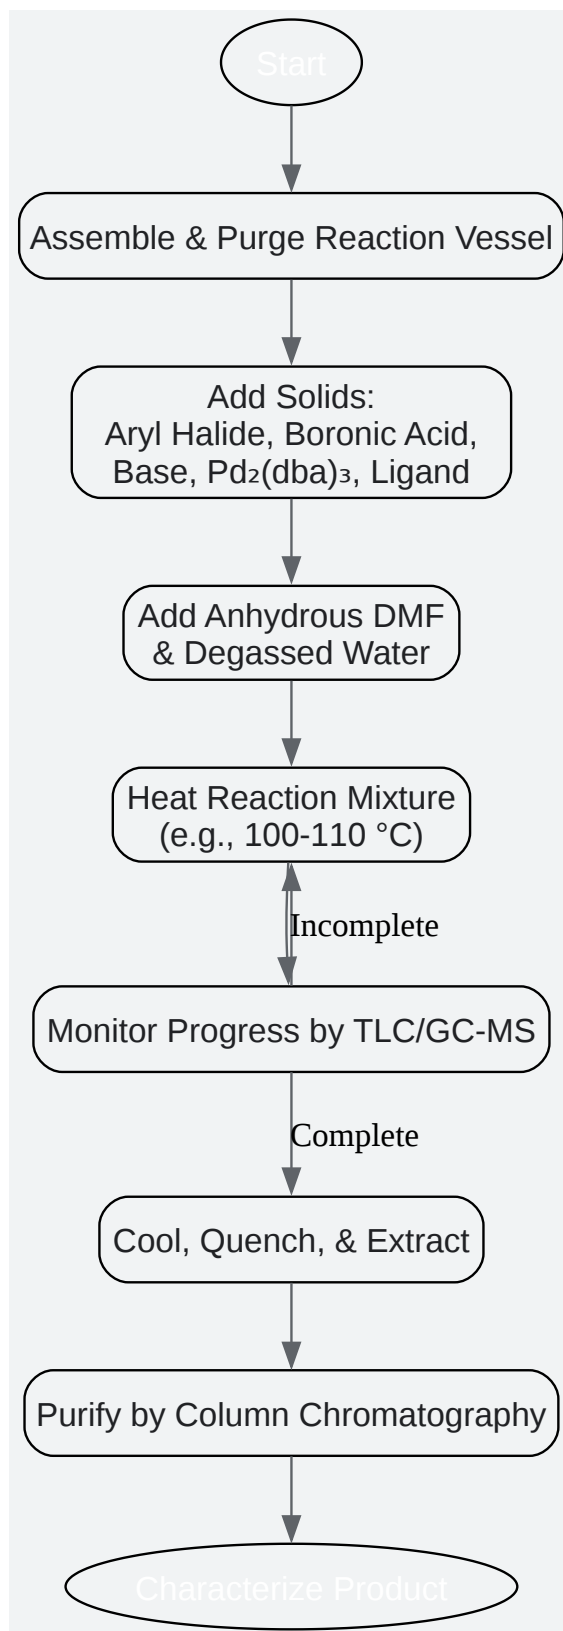 Start
Assemble & Purge Reaction Vessel
Add Solids:
Aryl Halide, Boronic Acid,
Base, Pd₂(dba)₃, Ligand
Add Anhydrous DMF
& Degassed Water
Heat Reaction Mixture
(e.g., 100-110 °C)
Incomplete
Monitor Progress by TLC/GC-MS
Complete
Cool, Quench, & Extract
Purify by Column Chromatography
Characterize Product